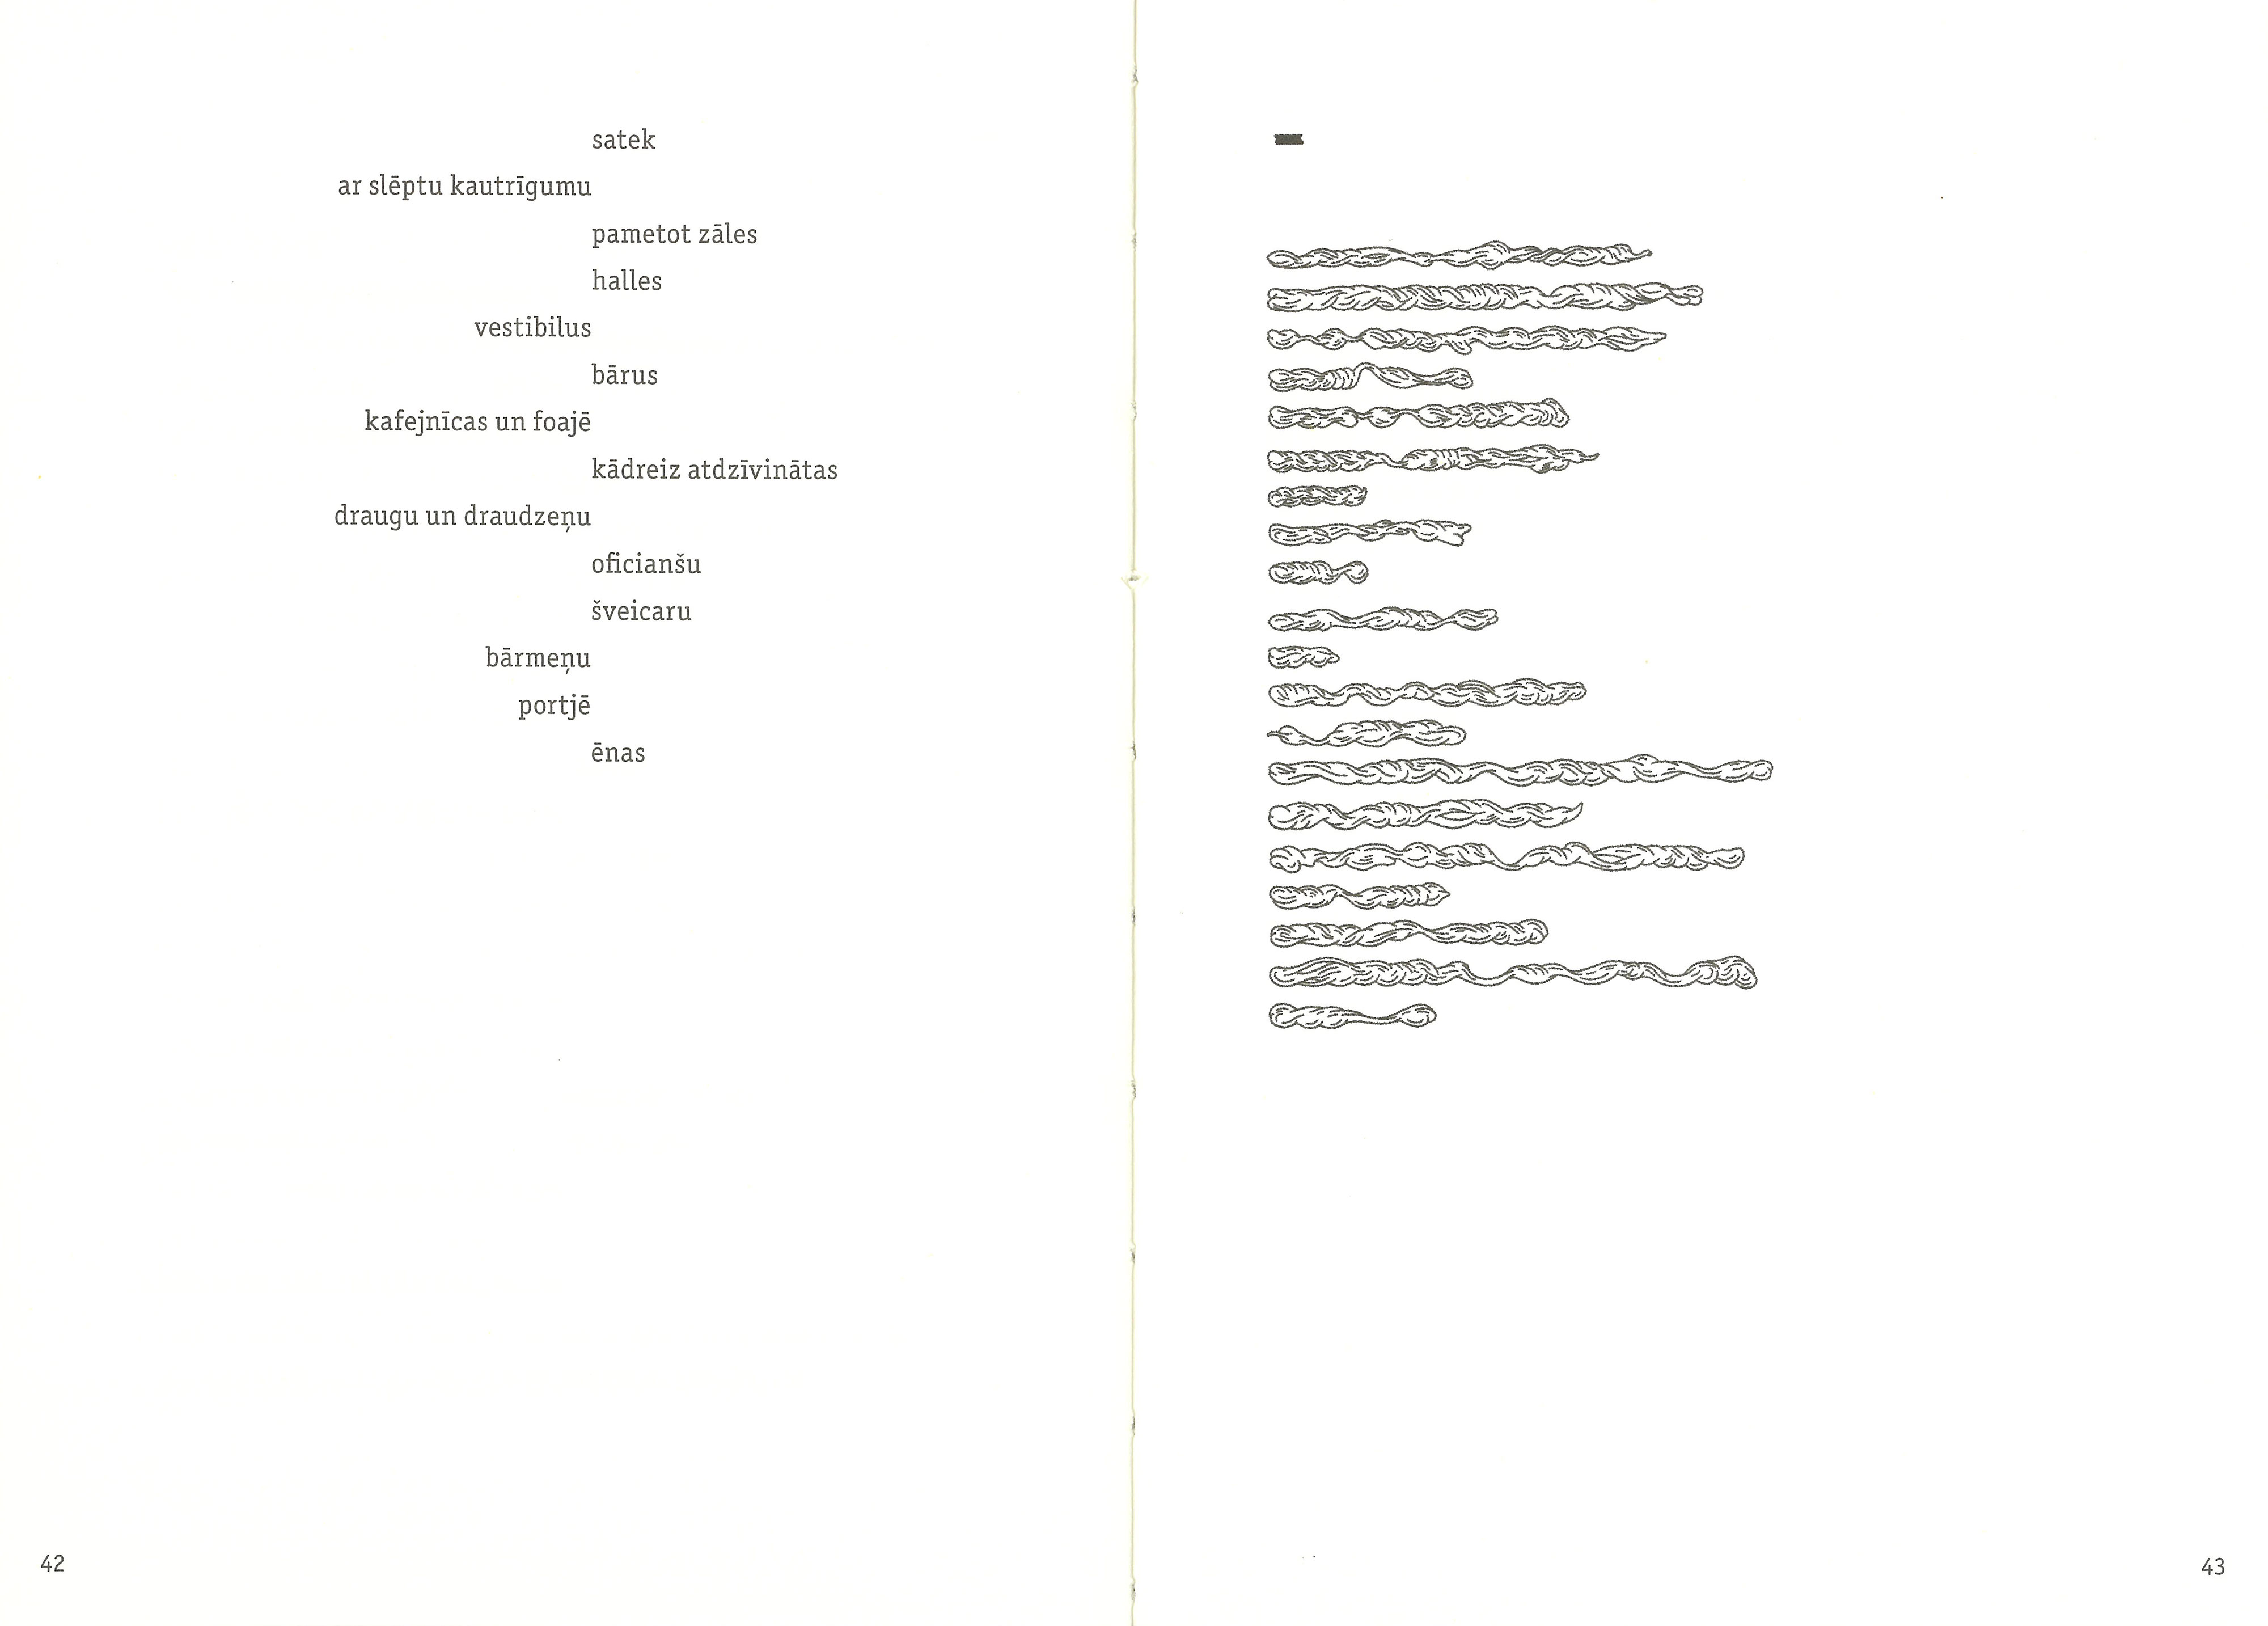 satek
ar slēptu kautrīgumu
pametot zāles
halles
vestibilus
bārus
kafejnīcas un foajē
kādreiz atdzīvinātas
draugu un draudzeņu
oficianšu
šveicaru
bārmeņu
portjē
ēnas
42
43